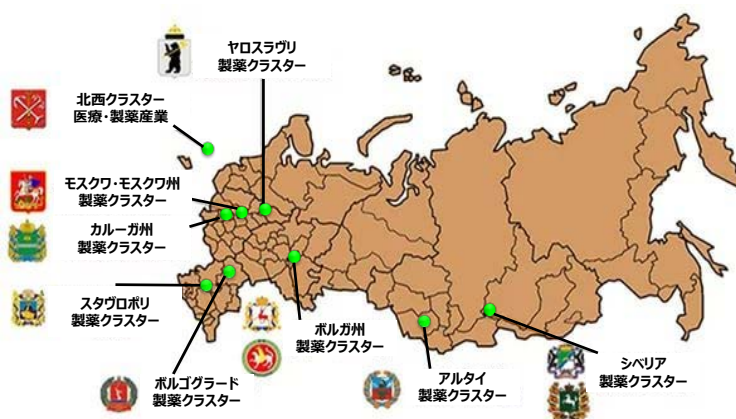 ヤロスラヴリ
製薬クラスター
北西クラスター
医療・製薬産業
モスクワ・モスクワ州
製薬クラスター
カルーガ州
製薬クラスター
スタヴロポリ
製薬クラスター
ボルガ州
製薬クラスター
ボルゴグラード
製薬クラスター
アルタイ
製薬クラスター
シベリア
製薬クラスター